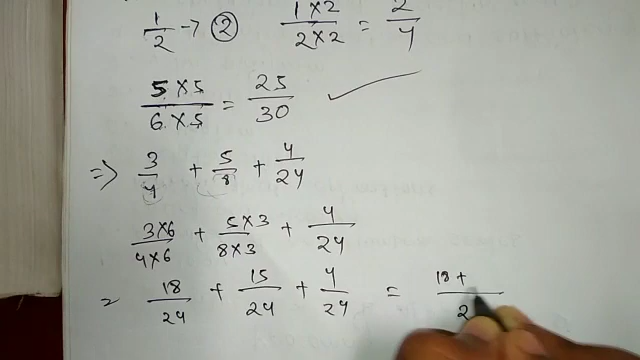 1/2 → ② 1×2/2×2 = 2/4
5×5/6×5 = 25/30 ✓
⇒ 3/4 + 5/8 + 4/24
3×6/4×6 + 5×3/8×3 + 4/24
= 18/24 + 15/24 + 4/24 = 18+/2